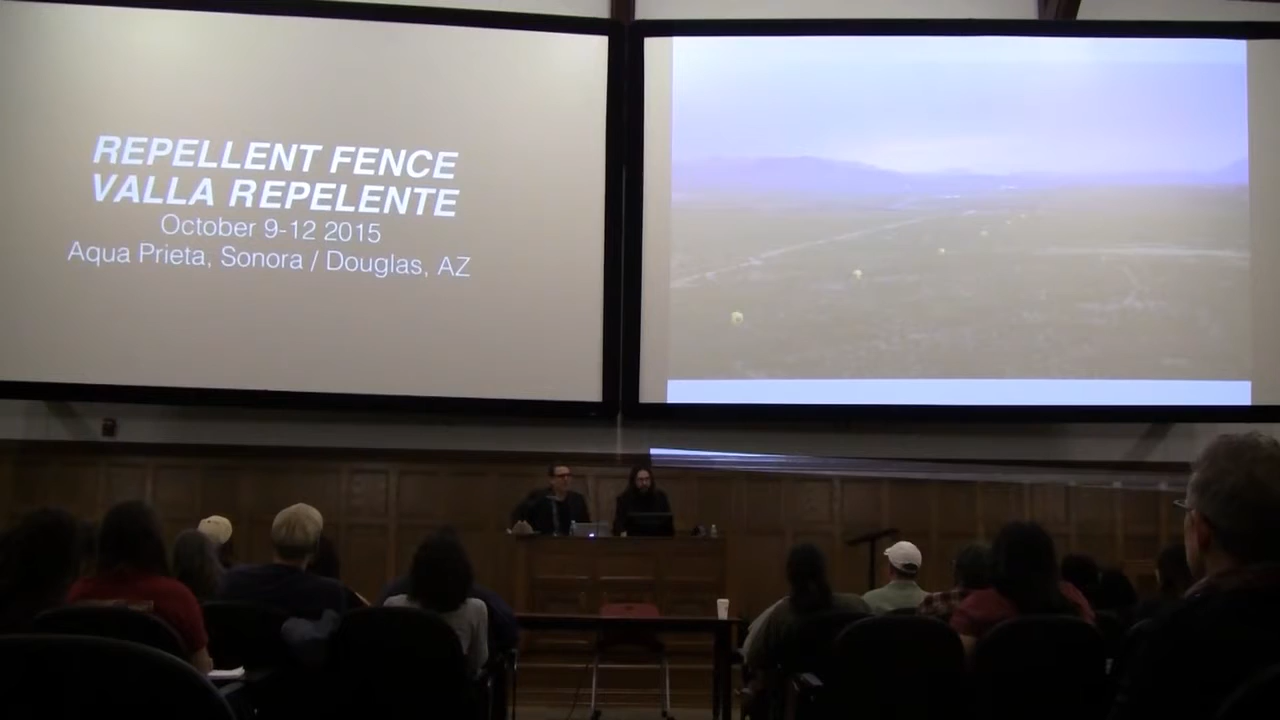 REPELLENT FENCE
VALLA REPELENTE
October 9-12 2015
Aqua Prieta, Sonora / Douglas, AZ